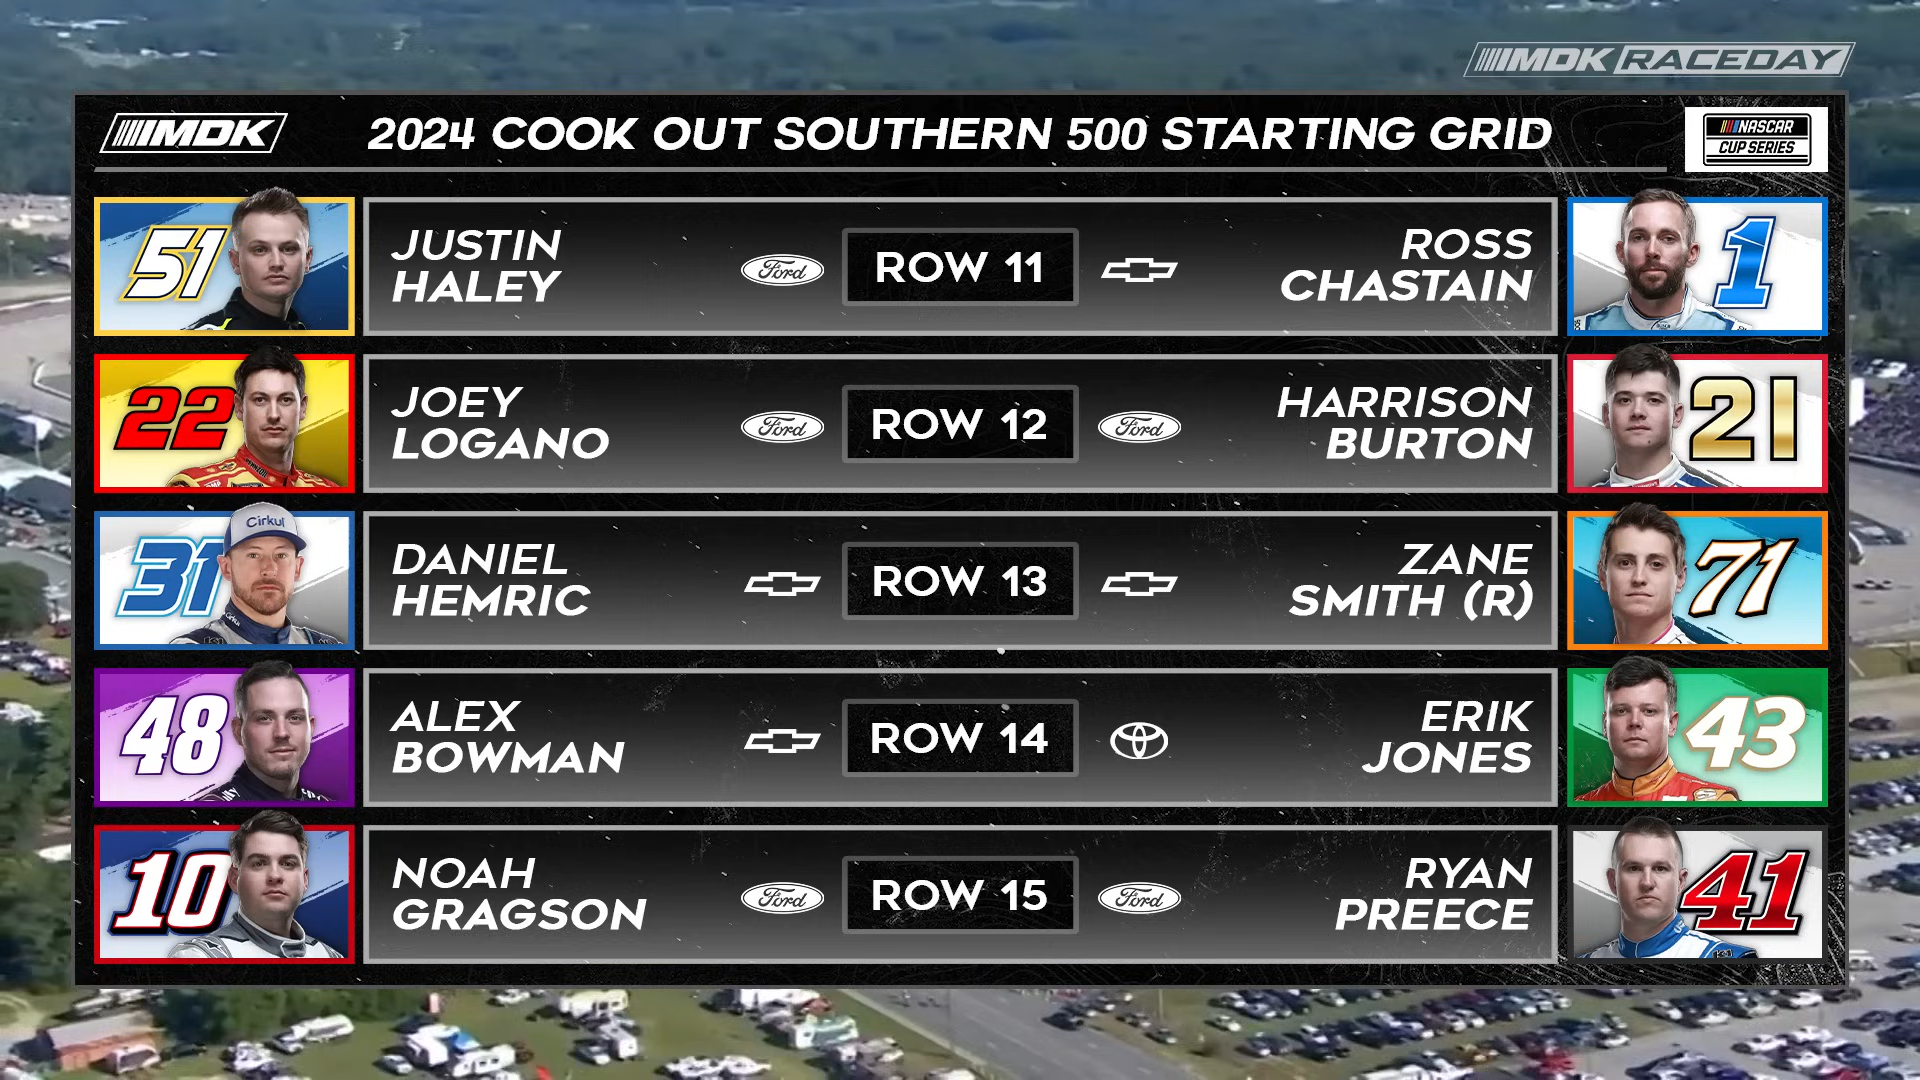 MDK RACEDAY
MDK
2024 COOK OUT SOUTHERN 500 STARTING GRID
NASCAR
CUP SERIES
51
JUSTIN
HALEY
Ford
ROW 11
ROSS
CHASTAIN
1
22
JOEY
LOGANO
Ford
ROW 12
Ford
HARRISON
BURTON
21
Cirkul
31
DANIEL
HEMRIC
ROW 13
ZANE
SMITH (R)
71
48
ALEX
BOWMAN
ROW 14
ERIK
JONES
43
10
NOAH
GRAGSON
Ford
ROW 15
Ford
RYAN
PREECE
41